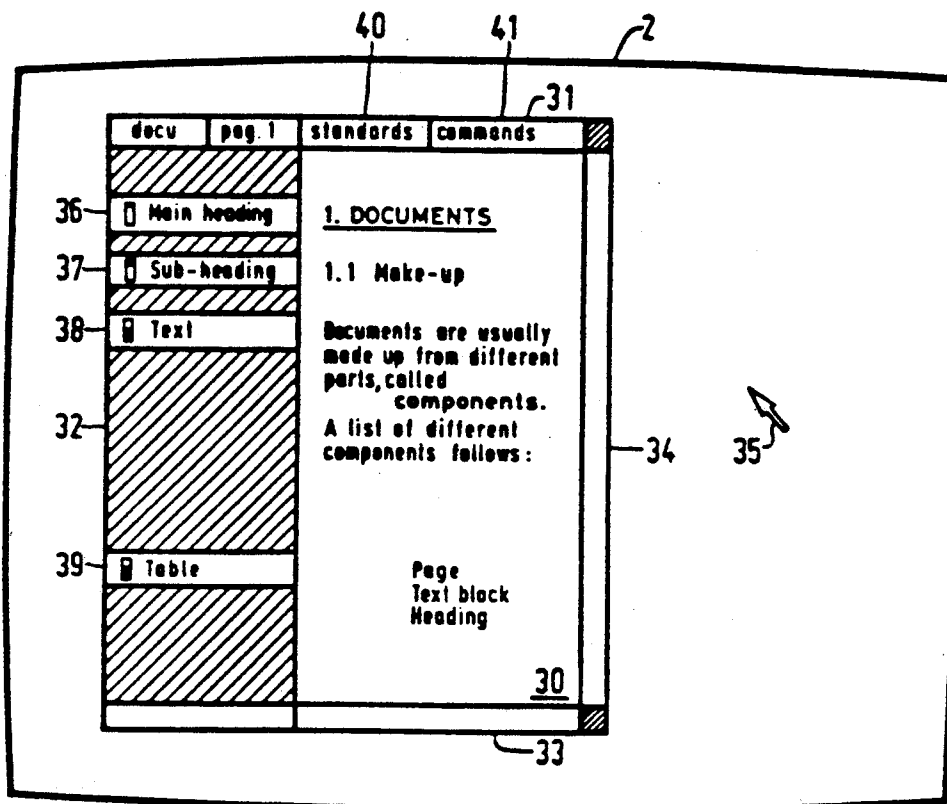 40 41 2
31
docu pag. 1 standards commands
36 Main heading 1. DOCUMENTS
37 Sub-heading 1.1 Make-up
38 Text Documents are usually
made up from different
parts, called
components.
32 A list of different
components follows:
34 35
39 Table Page
Text block
Heading
30
33